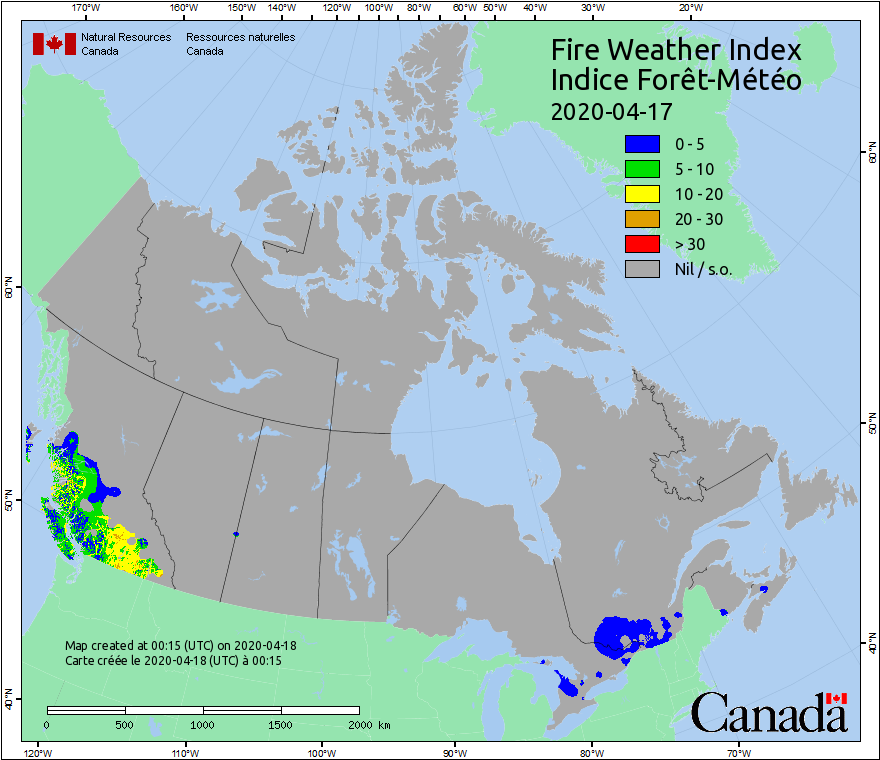 170°W 160°W 150°W 140°W 130°W 120°W 110°W 100°W 90°W 80°W 60°W 50°W 40°W 30°W 20°W
Natural Resources Ressources naturelles
Canada Canada
Fire Weather Index
Indice Forêt-Météo
2020-04-17
0 - 5
5 - 10
10 - 20
20 - 30
> 30
Nil / s.o.
60°N
60°N
50°N
50°N
40°N
40°N
Map created at 00:15 (UTC) on 2020-04-18
Carte créée le 2020-04-18 (UTC) à 00:15
0 500 1000 1500 2000 km
Canada
120°W 110°W 100°W 90°W 80°W 70°W